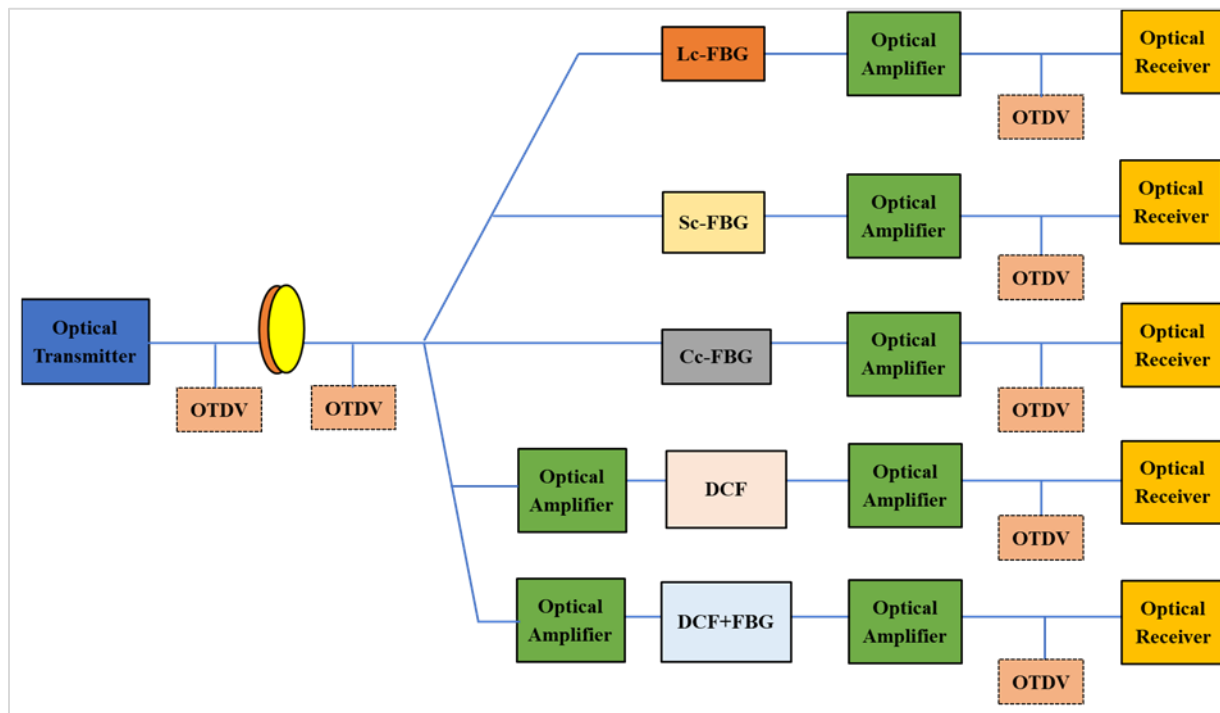 Lc-FBG
Optical
Amplifier
OTDV
Optical
Receiver
Sc-FBG
Optical
Amplifier
OTDV
Optical
Receiver
Optical
Transmitter
OTDV
OTDV
Cc-FBG
Optical
Amplifier
OTDV
Optical
Receiver
Optical
Amplifier
DCF
Optical
Amplifier
OTDV
Optical
Receiver
Optical
Amplifier
DCF+FBG
Optical
Amplifier
OTDV
Optical
Receiver